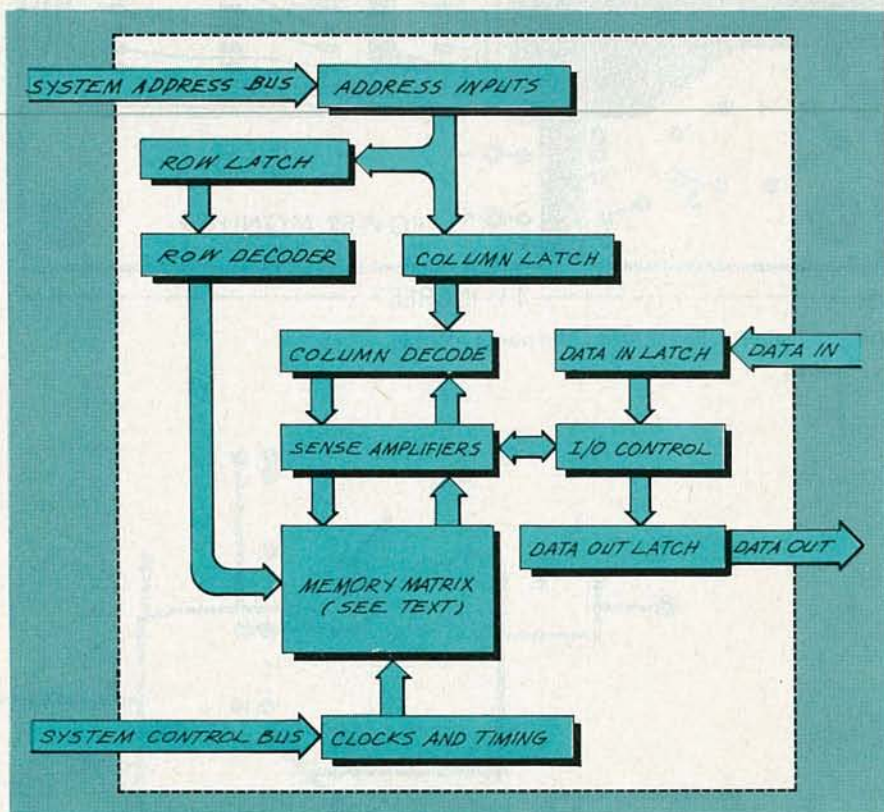 SYSTEM ADDRESS BUS
ADDRESS INPUTS
ROW LATCH
ROW DECODER
COLUMN LATCH
COLUMN DECODE
DATA IN LATCH
DATA IN
SENSE AMPLIFIERS
I/O CONTROL
MEMORY MATRIX
(SEE TEXT)
DATA OUT LATCH
DATA OUT
SYSTEM CONTROL BUS
CLOCKS AND TIMING